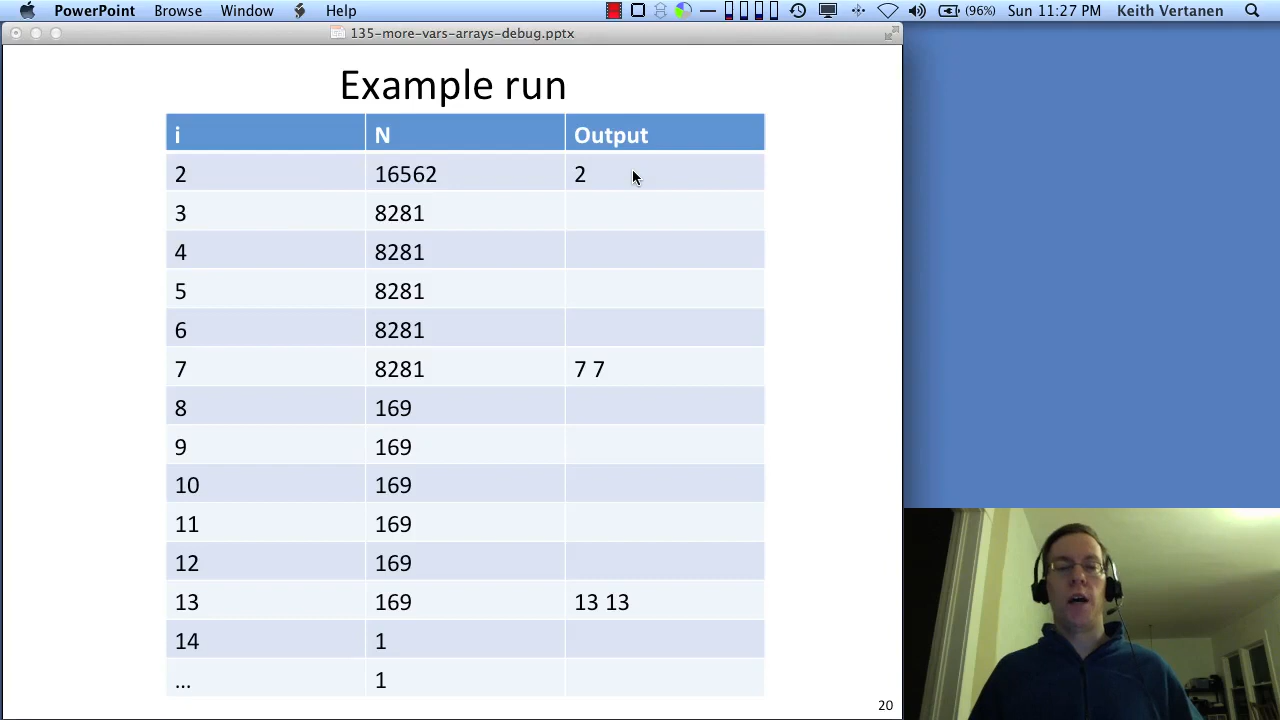 PowerPoint Browse Window Help (96%) Sun 11:27 PM Keith Vertanen
135-more-vars-arrays-debug.pptx
Example run
i N Output
2 16562 2
3 8281
4 8281
5 8281
6 8281
7 8281 7 7
8 169
9 169
10 169
11 169
12 169
13 169 13 13
14 1
... 1
20